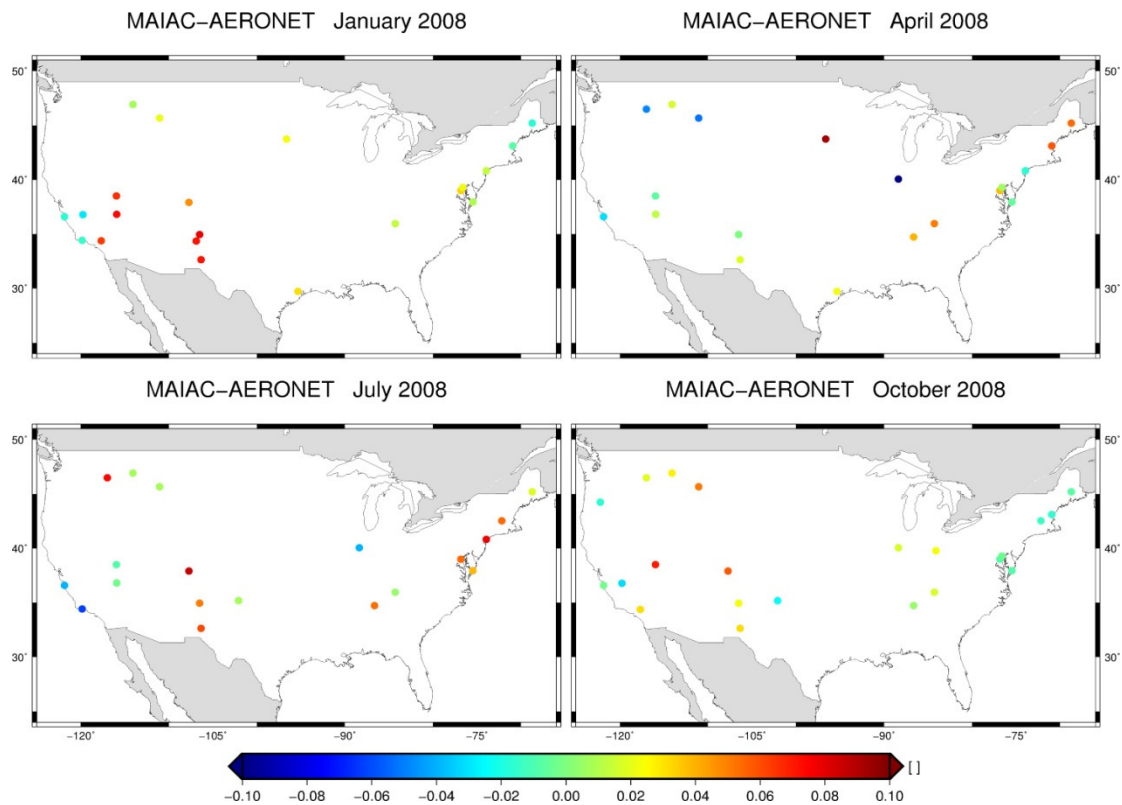 MAIAC−AERONET January 2008
MAIAC−AERONET April 2008
50°
40°
30°
50°
40°
30°
MAIAC−AERONET July 2008
MAIAC−AERONET October 2008
50°
40°
30°
50°
40°
30°
−120° −105° −90° −75°
−120° −105° −90° −75°
−0.10 −0.08 −0.06 −0.04 −0.02 0.00 0.02 0.04 0.06 0.08 0.10
[ ]